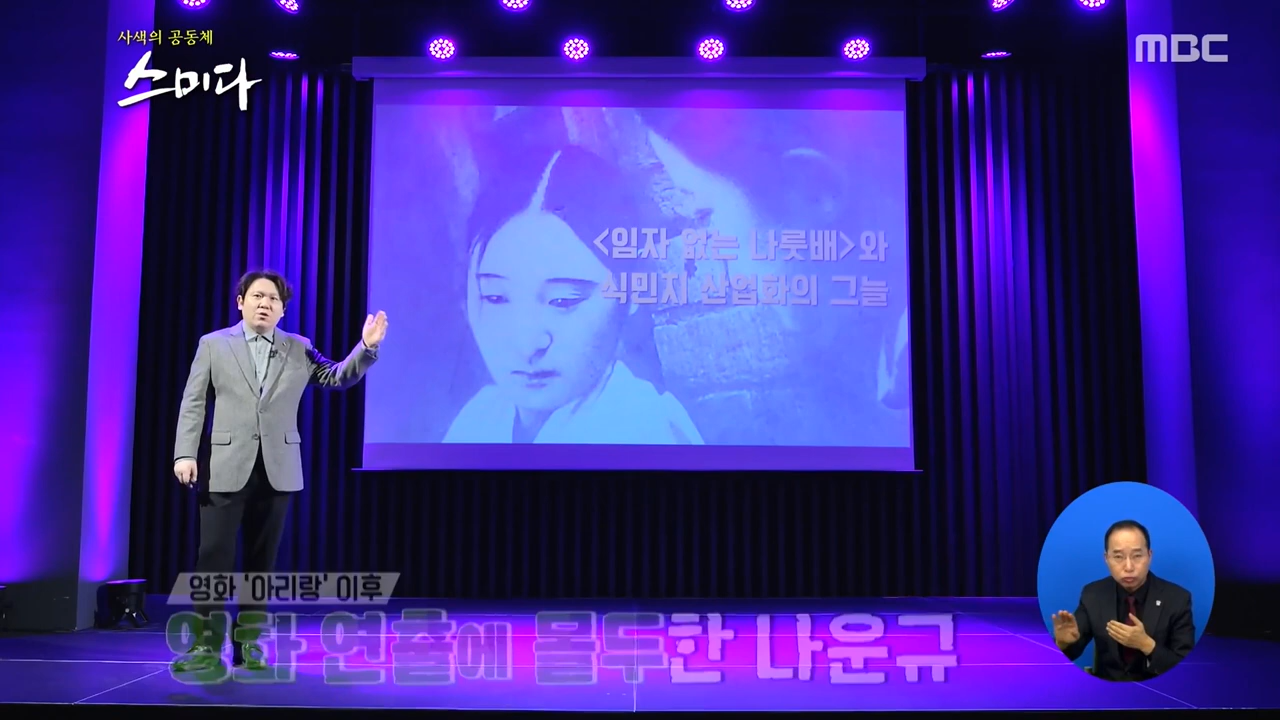 사색의 공동체
스미다
MBC
<임자 없는 나룻배>와
식민지 산업화의 그늘
영화 '아리랑' 이후
영화 연출에 몰두한 나운규